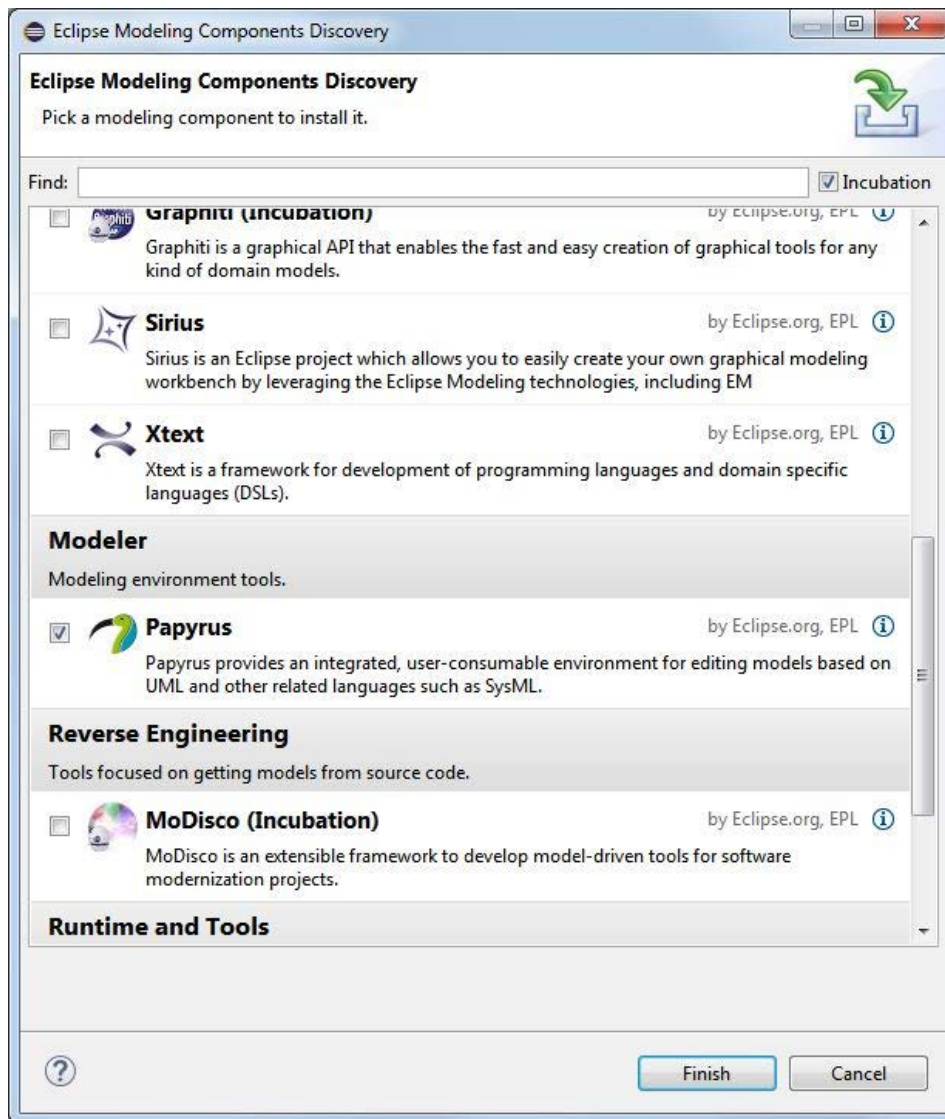 Eclipse Modeling Components Discovery
Eclipse Modeling Components Discovery
Pick a modeling component to install it.
Find:
Incubation
Graphiti (Incubation)
by Eclipse.org, EPL
Graphiti is a graphical API that enables the fast and easy creation of graphical tools for any
kind of domain models.
Sirius
by Eclipse.org, EPL
Sirius is an Eclipse project which allows you to easily create your own graphical modeling
workbench by leveraging the Eclipse Modeling technologies, including EM
Xtext
by Eclipse.org, EPL
Xtext is a framework for development of programming languages and domain specific
languages (DSLs).
Modeler
Modeling environment tools.
Papyrus
by Eclipse.org, EPL
Papyrus provides an integrated, user-consumable environment for editing models based on
UML and other related languages such as SysML.
Reverse Engineering
Tools focused on getting models from source code.
MoDisco (Incubation)
by Eclipse.org, EPL
MoDisco is an extensible framework to develop model-driven tools for software
modernization projects.
Runtime and Tools
Finish
Cancel